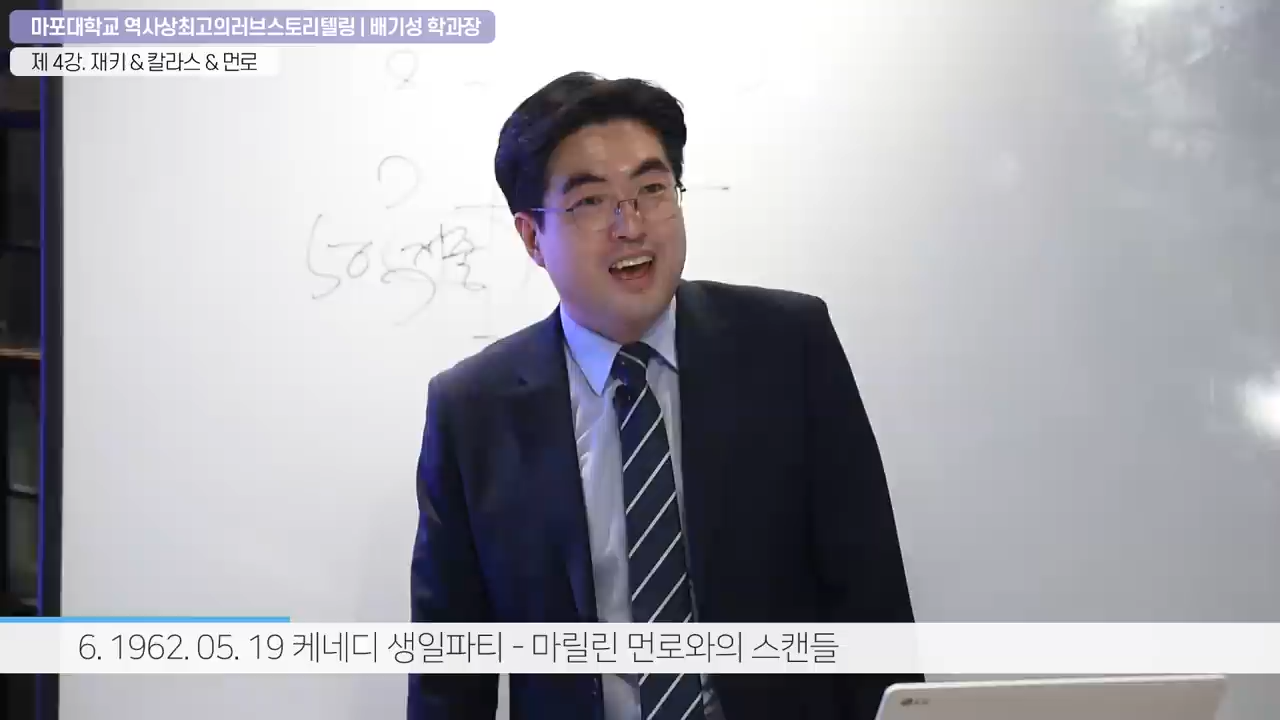 마포대학교 역사상최고의러브스토리텔링 | 배기성 학과장
제 4강. 재키 & 칼라스 & 먼로
6. 1962. 05. 19 케네디 생일파티 - 마릴린 먼로와의 스캔들